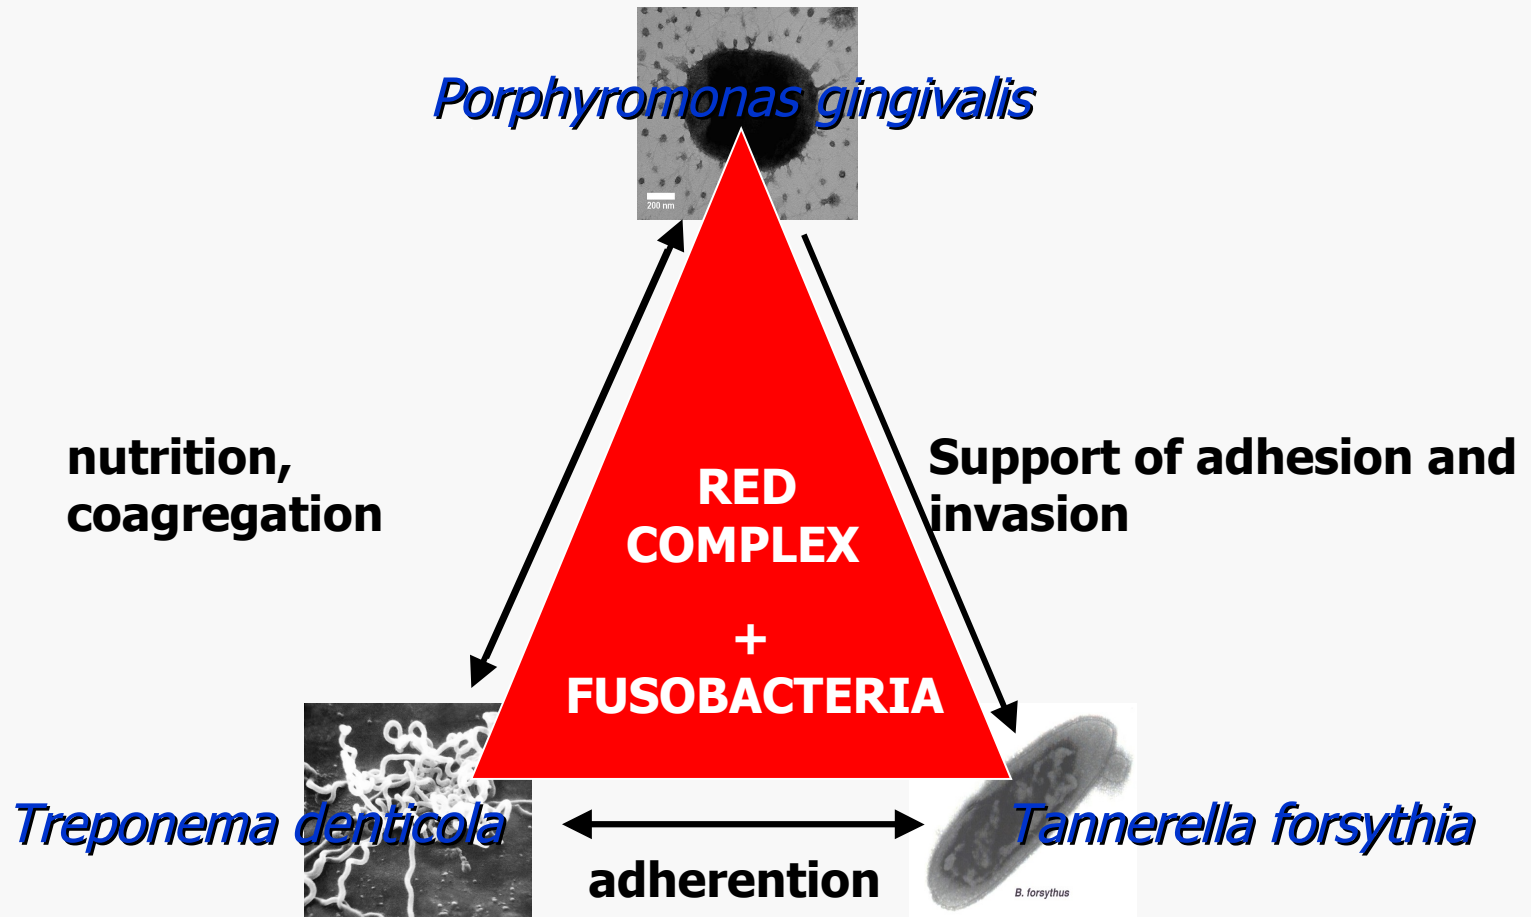 Porphyromonas gingivalis
200 nm
nutrition,
coagregation
Support of adhesion and
invasion
RED
COMPLEX
+
FUSOBACTERIA
Treponema denticola
Tannerella forsythia
adherention
B. forsythus